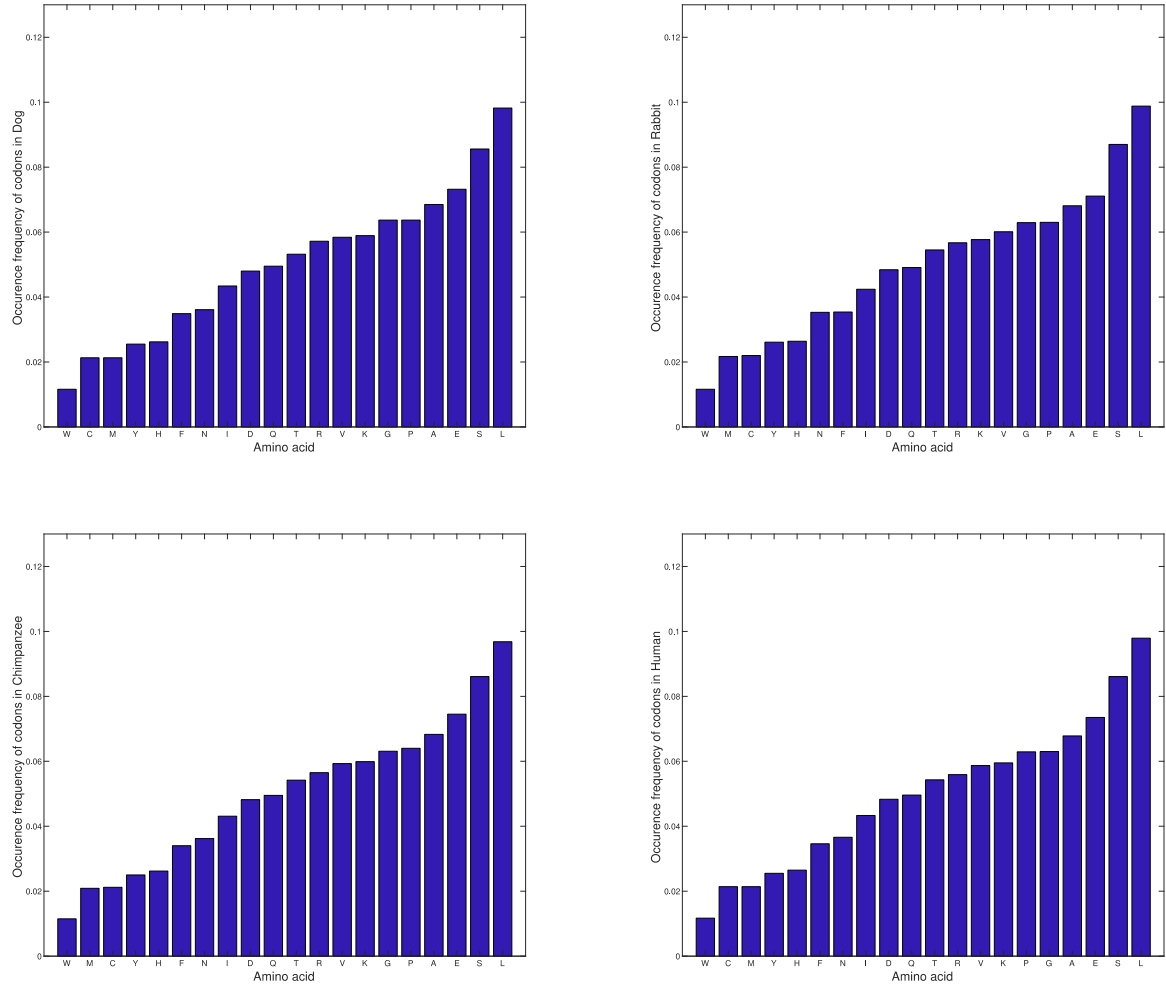 0.12
0.1
0.08
0.06
0.04
0.02
0
Occurence frequency of codons in Dog
W C M Y H F N I D Q T R V K G P A E S L
Amino acid
0.12
0.1
0.08
0.06
0.04
0.02
0
Occurence frequency of codons in Rabbit
W M C Y H N F I D Q T R K V G P A E S L
Amino acid
0.12
0.1
0.08
0.06
0.04
0.02
0
Occurence frequency of codons in Chimpanzee
W M C Y H F N I D Q T R V K G P A E S L
Amino acid
0.12
0.1
0.08
0.06
0.04
0.02
0
Occurence frequency of codons in Human
W C M Y H F N I D Q T R V K P G A E S L
Amino acid